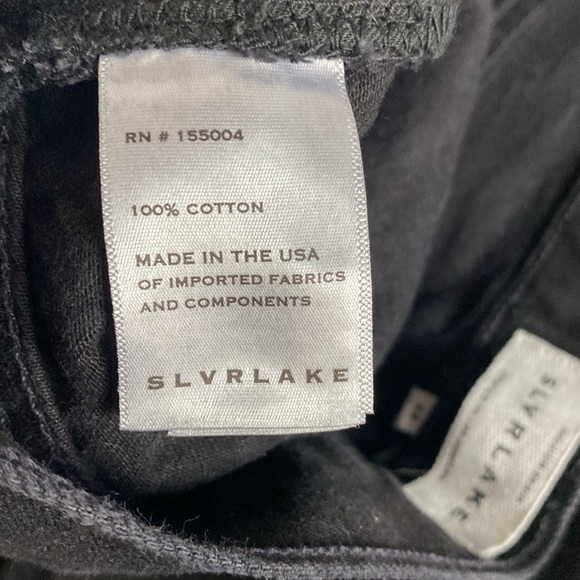 RN # 155004
100% COTTON
MADE IN THE USA
OF IMPORTED FABRICS
AND COMPONENTS
SLVRLAKE
SLVRLAKE